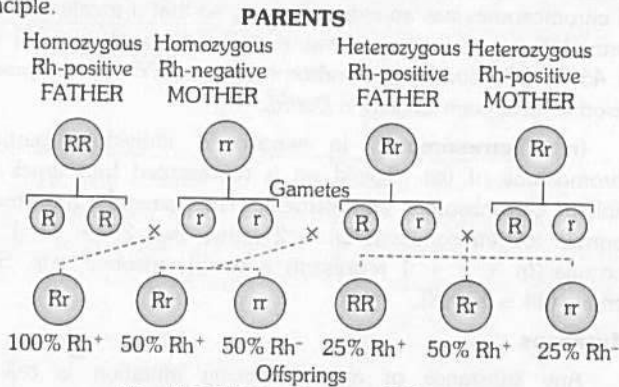 nciple.
PARENTS
Homozygous Homozygous Heterozygous Heterozygous
Rh-positive Rh-negative Rh-positive Rh-positive
FATHER MOTHER FATHER MOTHER
RR rr Rr Rr
Gametes
R R × r r × R r × R r
Rr Rr rr RR Rr rr
100% Rh⁺ 50% Rh⁺ 50% Rh⁻ 25% Rh⁺ 50% Rh⁺ 25% Rh⁻
Offsprings